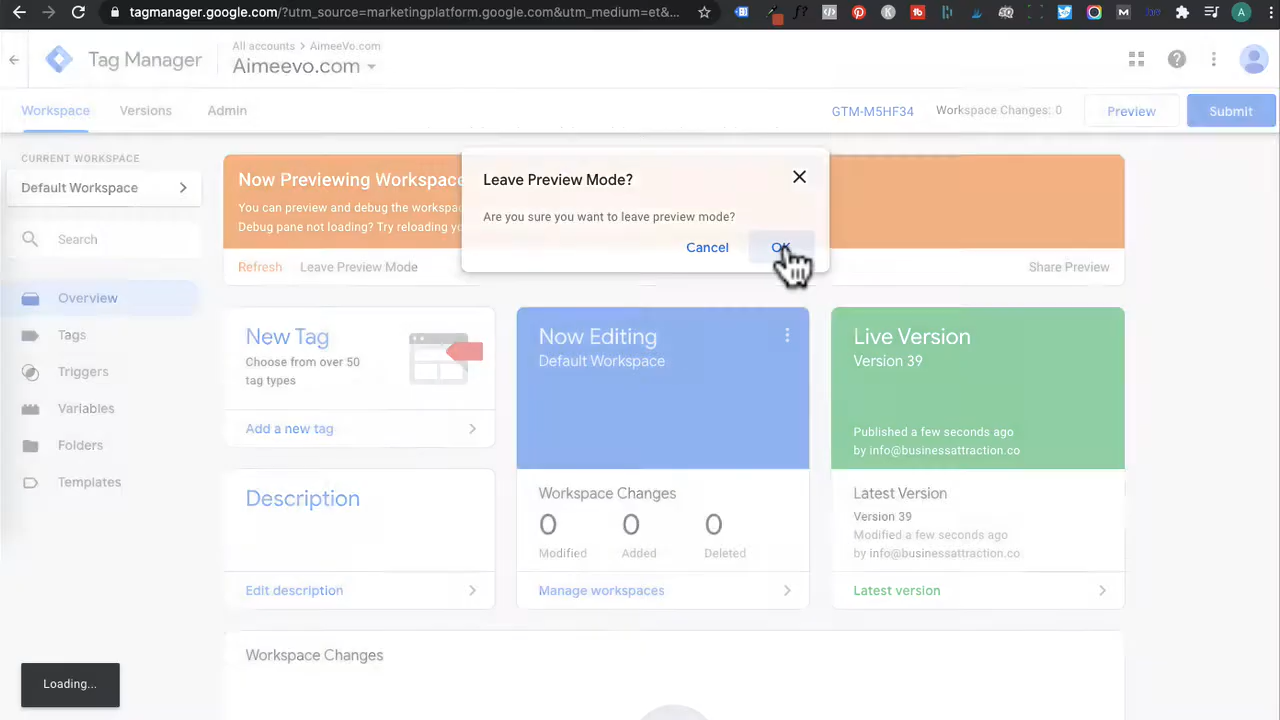 tagmanager.google.com/?utm_source=marketingplatform.google.com&utm_medium=et&...
Tag Manager
All accounts > AimeeVo.com
Aimeevo.com
Workspace
Versions
Admin
GTM-M5HF34
Workspace Changes: 0
Preview
Submit
CURRENT WORKSPACE
Default Workspace
Search
Overview
Tags
Triggers
Variables
Folders
Templates
Now Previewing Workspace
You can preview and debug the workspa
Debug pane not loading? Try reloading yo
Refresh
Leave Preview Mode
Share Preview
Leave Preview Mode?
Are you sure you want to leave preview mode?
Cancel
OK
New Tag
Choose from over 50
tag types
Add a new tag
Description
Edit description
Now Editing
Default Workspace
Workspace Changes
0 0 0
Modified Added Deleted
Manage workspaces
Live Version
Version 39
Published a few seconds ago
by info@businessattraction.co
Latest Version
Version 39
Modified a few seconds ago
by info@businessattraction.co
Latest version
Workspace Changes
Loading...